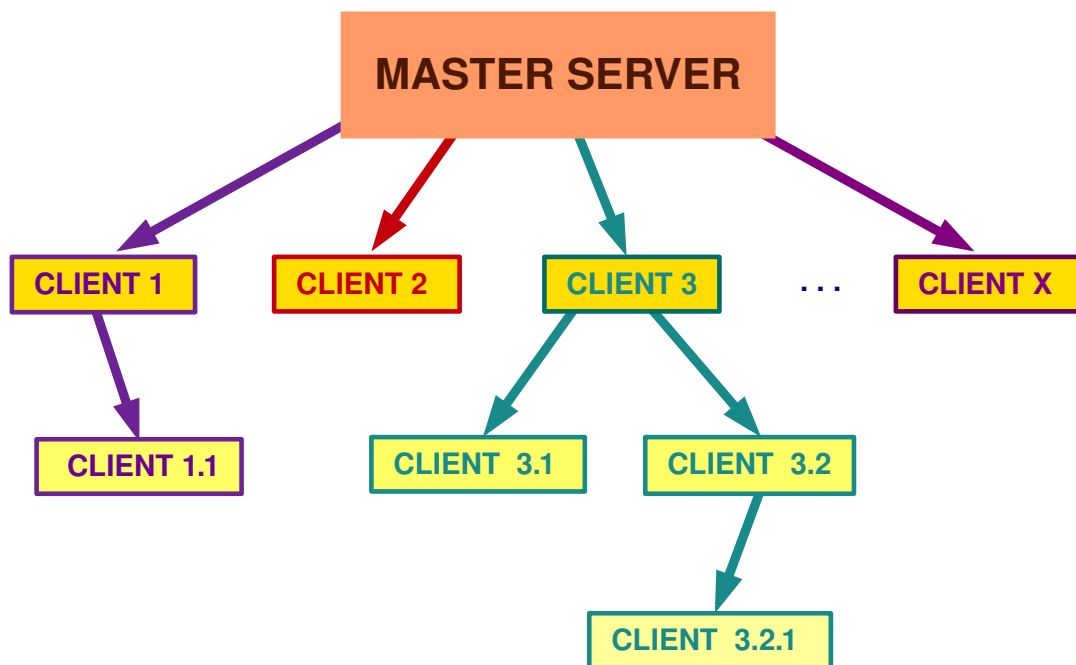 MASTER SERVER
CLIENT 1
CLIENT 2
CLIENT 3
. . .
CLIENT X
CLIENT 1.1
CLIENT 3.1
CLIENT 3.2
CLIENT 3.2.1